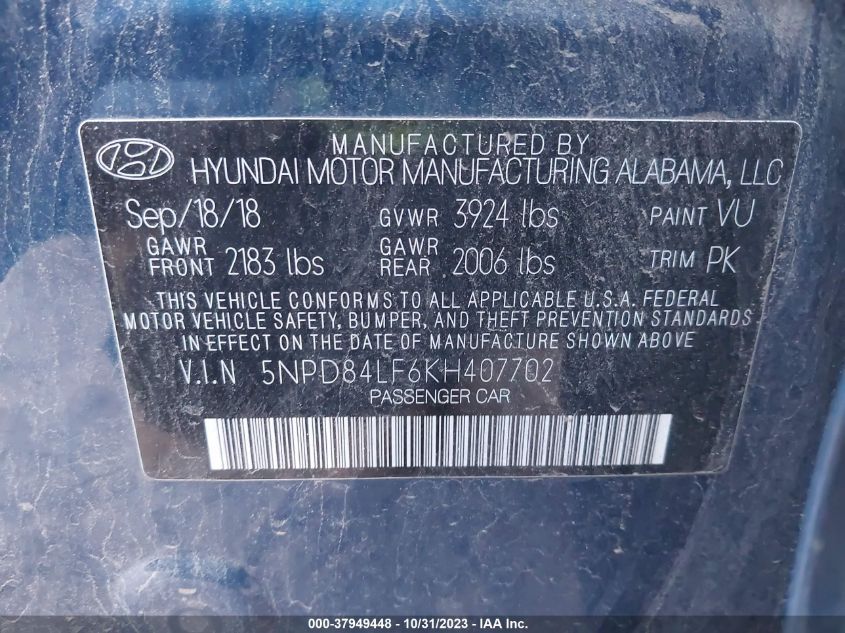 MANUFACTURED BY
HYUNDAI MOTOR MANUFACTURING ALABAMA, LLC
Sep/18/18 GVWR 3924 lbs PAINT VU
GAWR FRONT 2183 lbs GAWR REAR 2006 lbs TRIM PK
THIS VEHICLE CONFORMS TO ALL APPLICABLE U.S.A. FEDERAL
MOTOR VEHICLE SAFETY, BUMPER, AND THEFT PREVENTION STANDARDS
IN EFFECT ON THE DATE OF MANUFACTURE SHOWN ABOVE.
V.I.N 5NPD84LF6KH407702
PASSENGER CAR
000-37949448 - 10/31/2023 - © IAA, Inc.